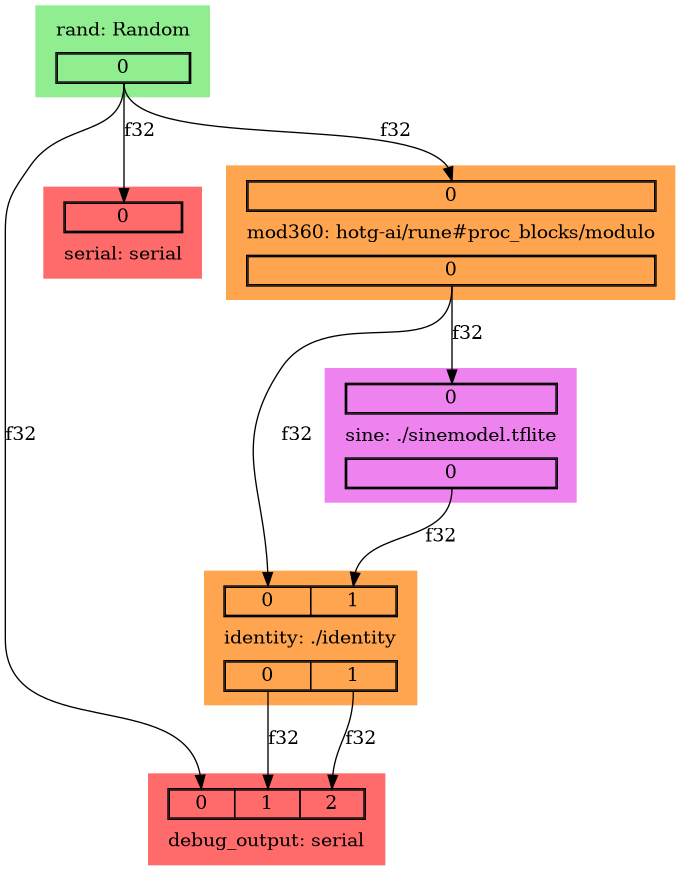 rand: Random
0
f32
f32
0
serial: serial
0
mod360: hotg-ai/rune#proc_blocks/modulo
0
f32
f32
f32
0
sine: ./sinemodel.tflite
0
f32
0 1
identity: ./identity
0 1
f32
f32
0 1 2
debug_output: serial